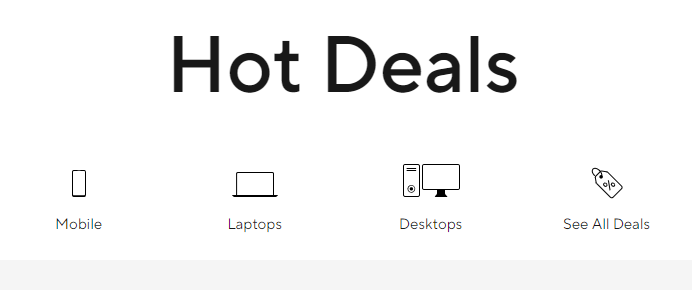 Hot Deals
Mobile
Laptops
Desktops
See All Deals